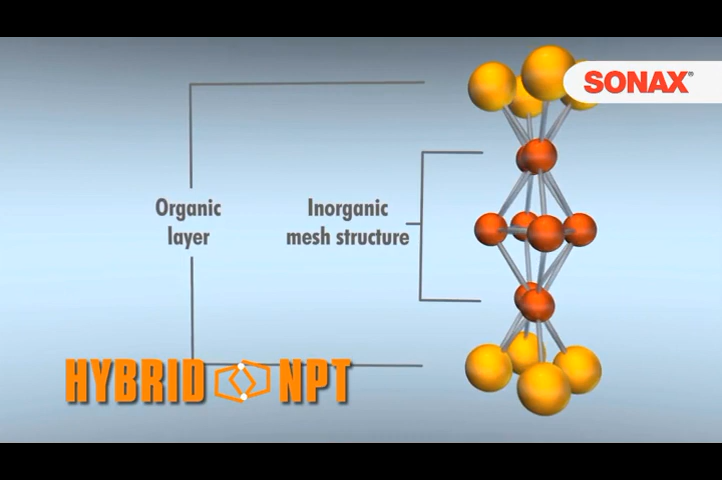 SONAX®
Organic
layer
Inorganic
mesh structure
HYBRID NPT